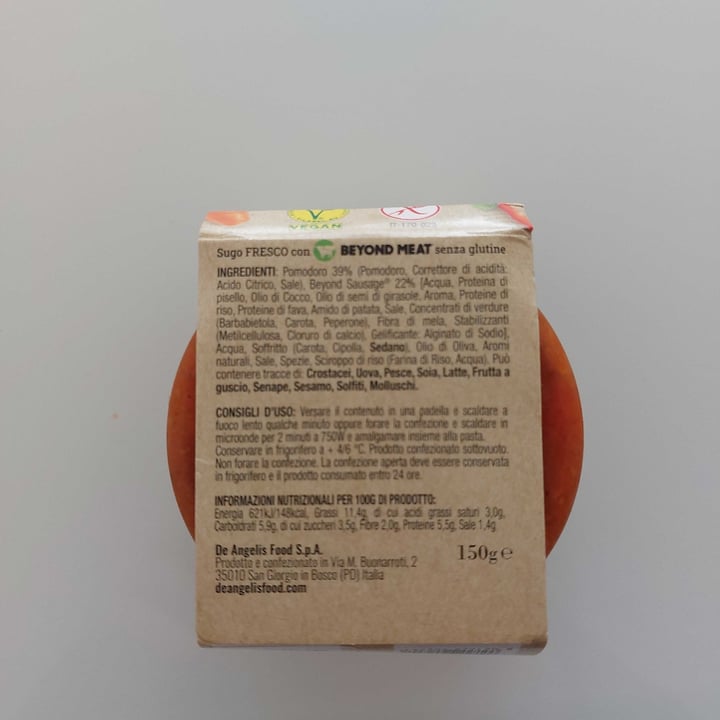 VEGAN
Sugo FRESCO con BEYOND MEAT senza glutine
INGREDIENTI: Pomodoro 39% (Pomodoro, Correttore di acidità:
Acido Citrico, Sale), Beyond Sausage® 22% [Acqua, Proteina di
pisello, Olio di Cocco, Olio di semi di girasole, Aroma, Proteine di
riso, Proteine di fava, Amido di patata, Sale, Concentrati di verdure
(Barbabietola, Carota, Peperone), Fibra di mela, Stabilizzanti
(Metilcellulosa, Cloruro di calcio), Gelificante: Alginato di Sodio],
Acqua, Soffritto (Carota, Cipolla, Sedano), Olio di Oliva, Aromi
naturali, Sale, Spezie, Sciroppo di riso (Farina di Riso, Acqua). Può
contenere tracce di: Crostacei, Uova, Pesce, Soia, Latte, Frutta a
guscio, Senape, Sesamo, Solfiti, Molluschi.
CONSIGLI D'USO: Versare il contenuto in una padella e scaldare a
fuoco lento qualche minuto oppure forare la confezione e scaldare in
microonde per 2 minuti a 750W e amalgamare insieme alla pasta.
Conservare in frigorifero a + 4/6 °C. Prodotto confezionato sottovuoto.
Non forare la confezione. La confezione aperta deve essere conservata
in frigorifero e il prodotto consumato entro 24 ore.
INFORMAZIONI NUTRIZIONALI PER 100G DI PRODOTTO:
Energia 621kJ/148kcal, Grassi 11,4g, di cui acidi grassi saturi 3,0g,
Carboidrati 5,9g, di cui zuccheri 3,5g, Fibre 2,0g, Proteine 5,5g, Sale 1,4g
De Angelis Food S.p.A.
Prodotto e confezionato in Via M. Buonarroti, 2
35010 San Giorgio in Bosco (PD) Italia
deangelisfood.com
150g e